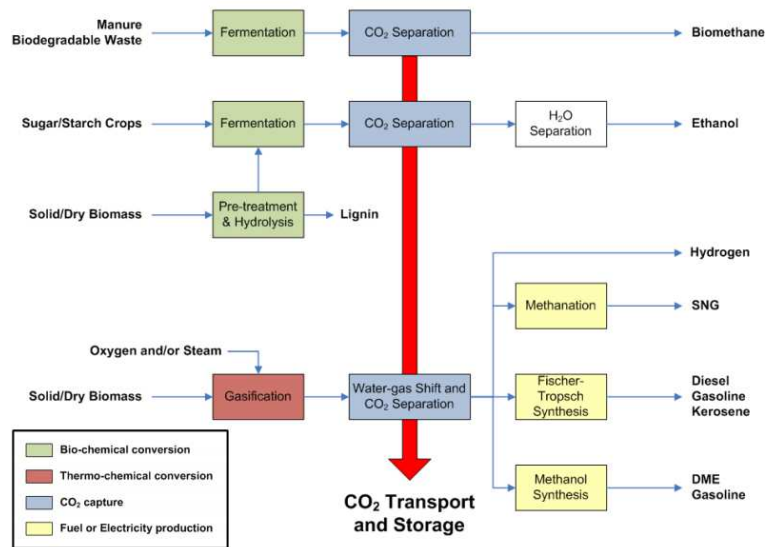 Manure
Biodegradable Waste
Fermentation
CO₂ Separation
Biomethane
Sugar/Starch Crops
Fermentation
CO₂ Separation
H₂O
Separation
Ethanol
Solid/Dry Biomass
Pre-treatment
& Hydrolysis
Lignin
Hydrogen
Methanation
SNG
Oxygen and/or Steam
Solid/Dry Biomass
Gasification
Water-gas Shift and
CO₂ Separation
Fischer-
Tropsch
Synthesis
Diesel
Gasoline
Kerosene
Methanol
Synthesis
DME
Gasoline
Bio-chemical conversion
Thermo-chemical conversion
CO₂ capture
Fuel or Electricity production
CO₂ Transport
and Storage